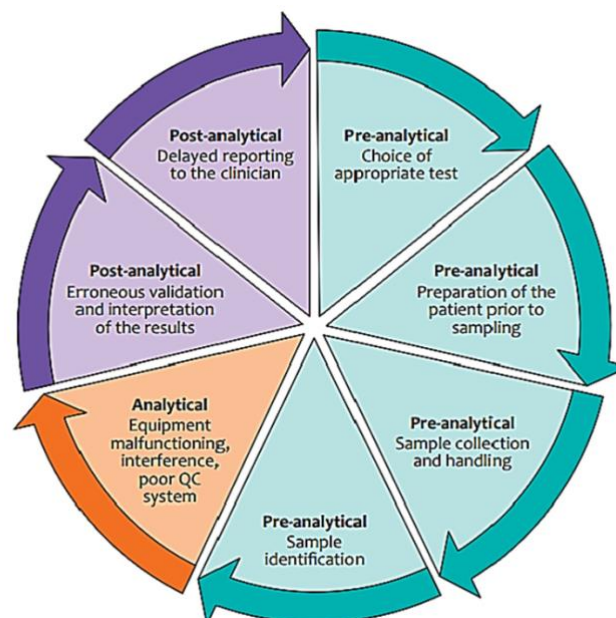 Pre-analytical
Choice of
appropriate test
Pre-analytical
Preparation of the
patient prior to
sampling
Pre-analytical
Sample collection
and handling
Pre-analytical
Sample
identification
Analytical
Equipment
malfunctioning,
interference,
poor QC
system
Post-analytical
Erroneous validation
and interpretation
of the results
Post-analytical
Delayed reporting
to the clinician